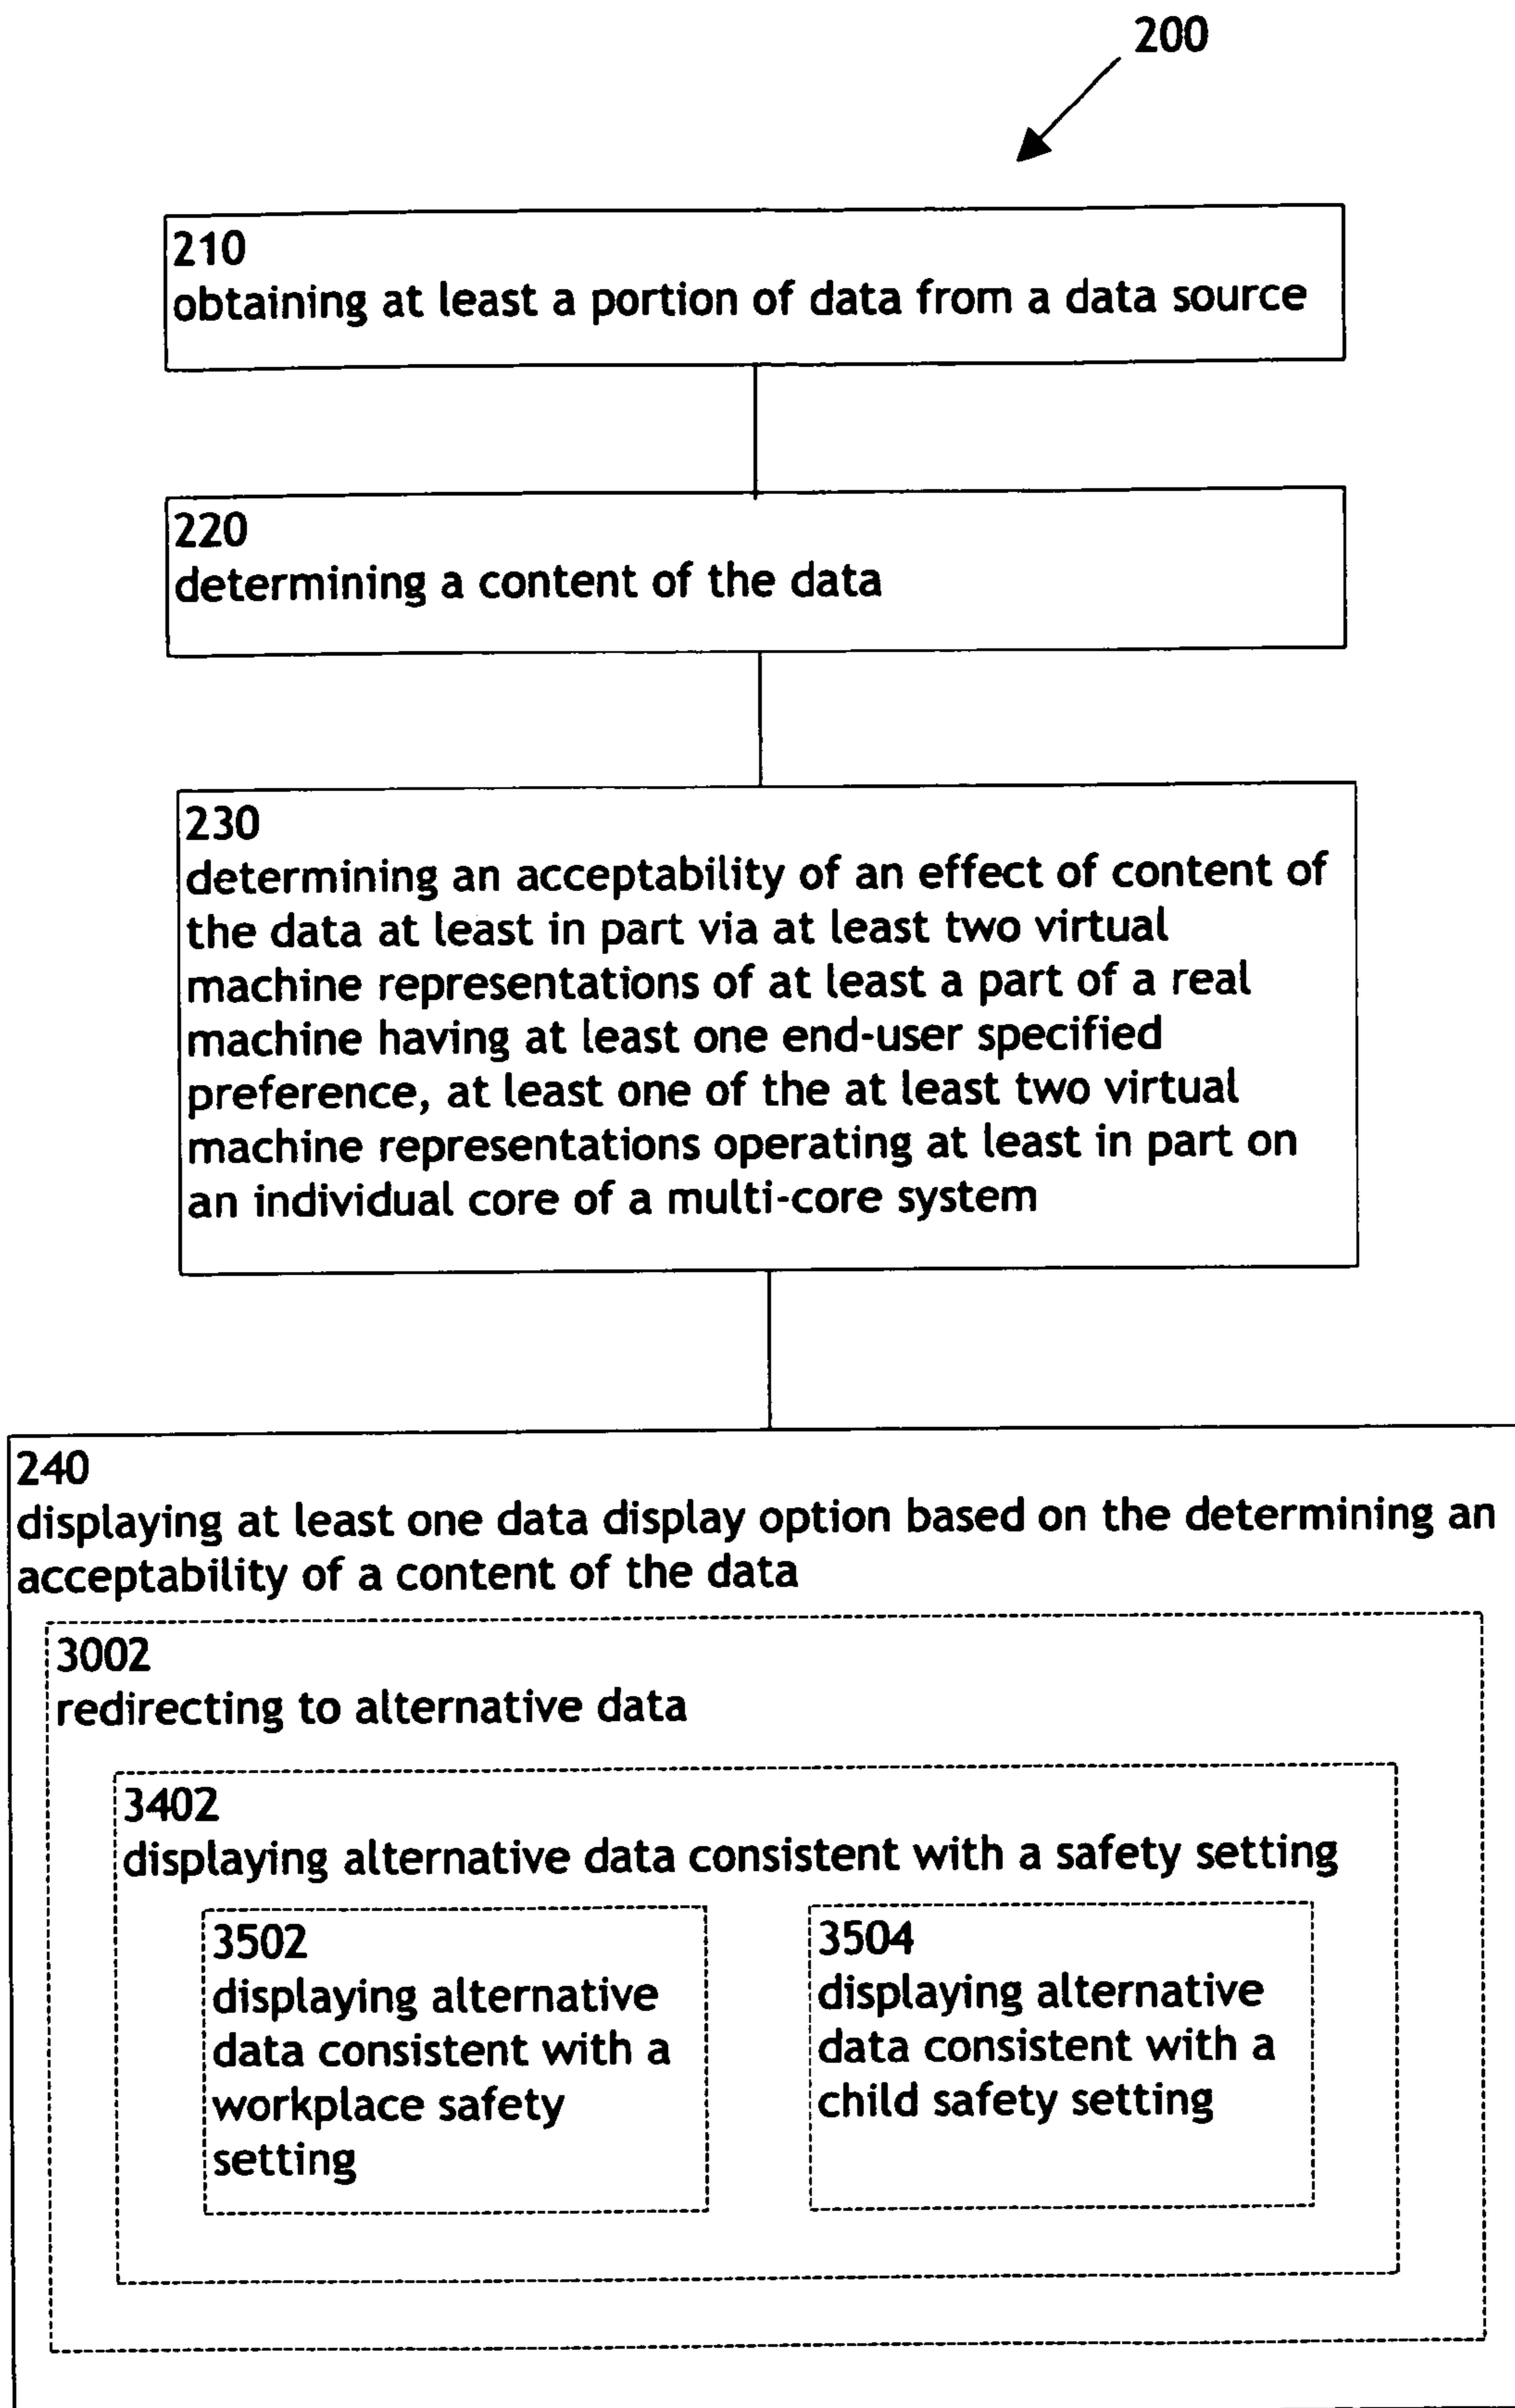 200
210
obtaining at least a portion of data from a data source
220
determining a content of the data
230
determining an acceptability of an effect of content of
the data at least in part via at least two virtual
machine representations of at least a part of a real
machine having at least one end-user specified
preference, at least one of the at least two virtual
machine representations operating at least in part on
an individual core of a multi-core system
240
displaying at least one data display option based on the determining an
acceptability of a content of the data
3002
redirecting to alternative data
3402
displaying alternative data consistent with a safety setting
3502
displaying alternative
data consistent with a
workplace safety
setting
3504
displaying alternative
data consistent with a
child safety setting